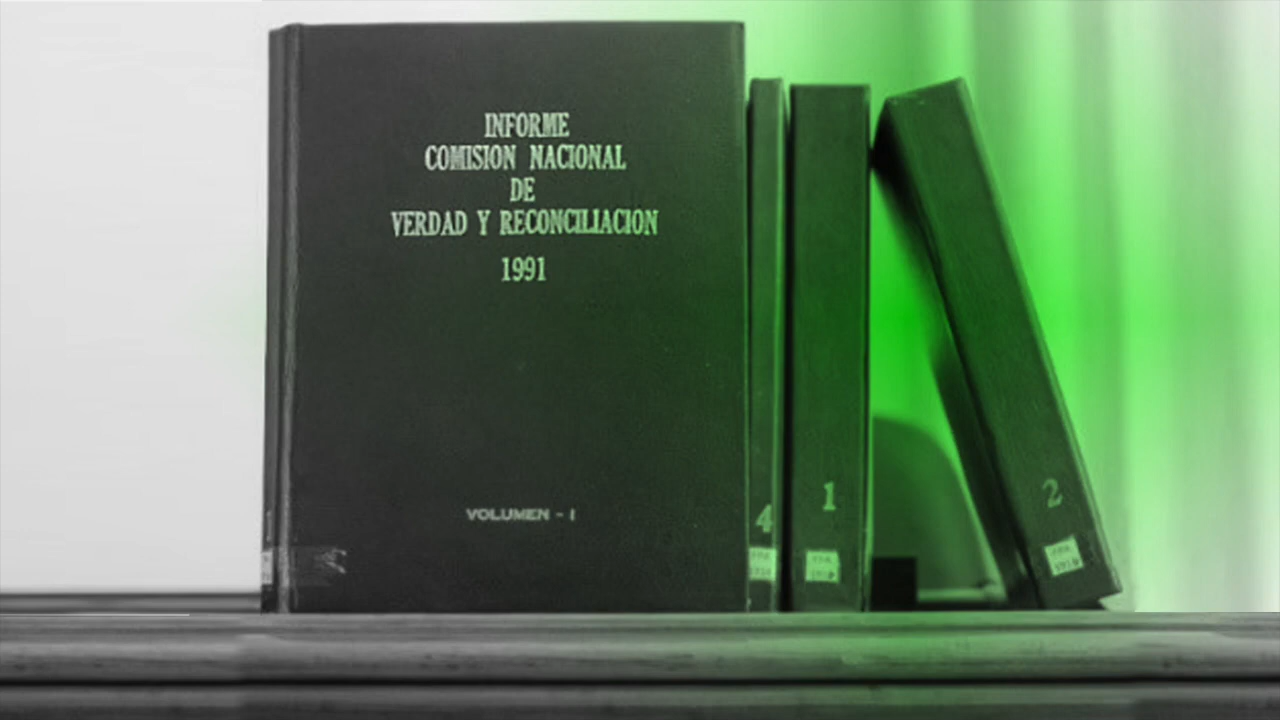 INFORME
COMISION NACIONAL
DE
VERDAD Y RECONCILIACION
1991
VOLUMEN - I
4
1
2